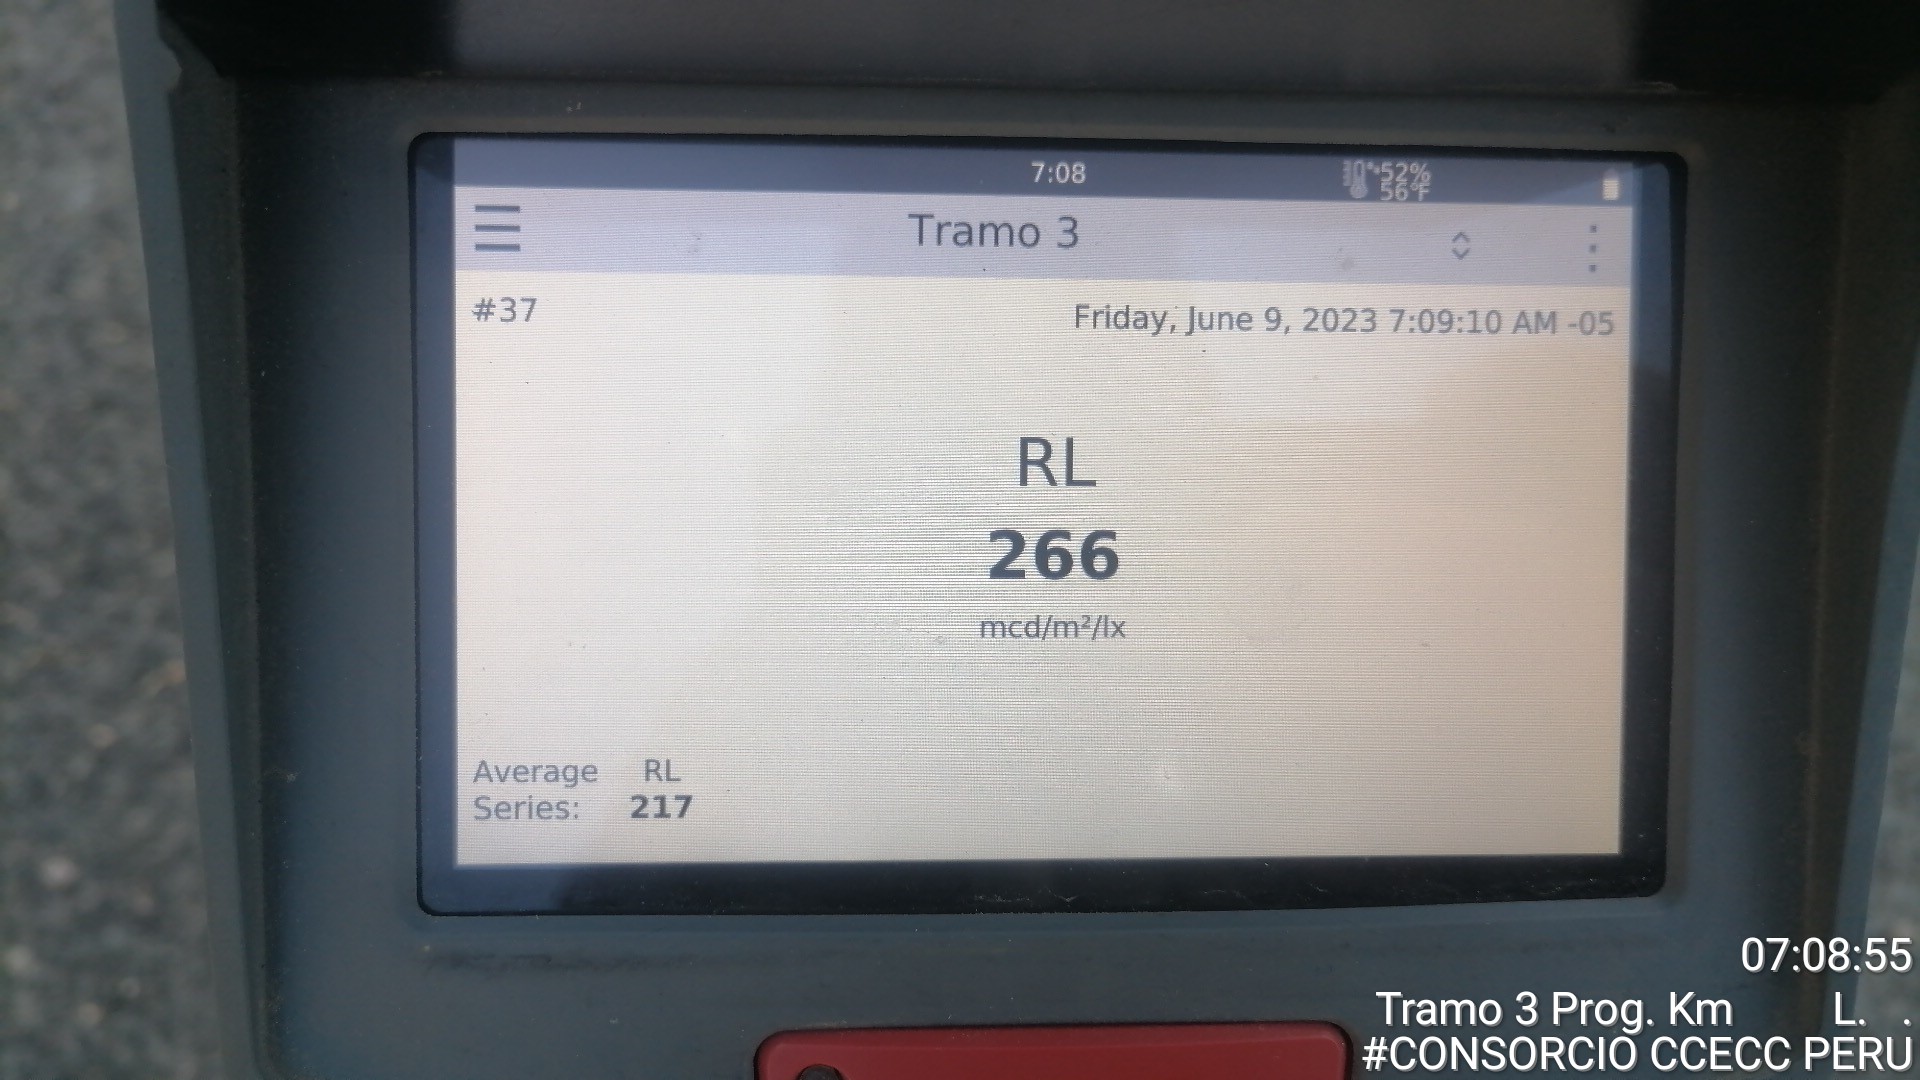 7:08
52%
56°F
Tramo 3
#37
Friday, June 9, 2023 7:09:10 AM -05
RL
266
mcd/m²/lx
Average RL
Series: 217
07:08:55
Tramo 3 Prog. Km L. .
#CONSORCIO CCECC PERU